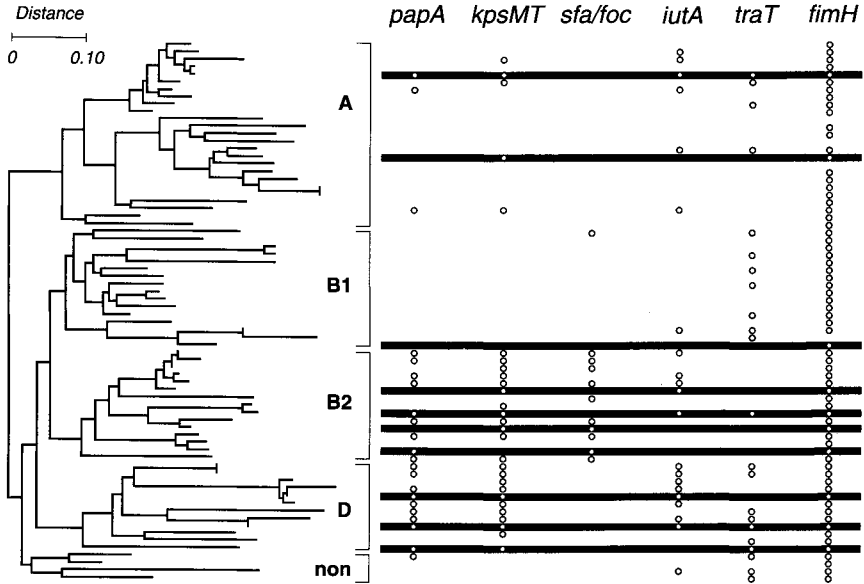 Distance
papA kpsMT sfa/foc iutA traT fimH
0 0.10
A
B1
B2
D
non